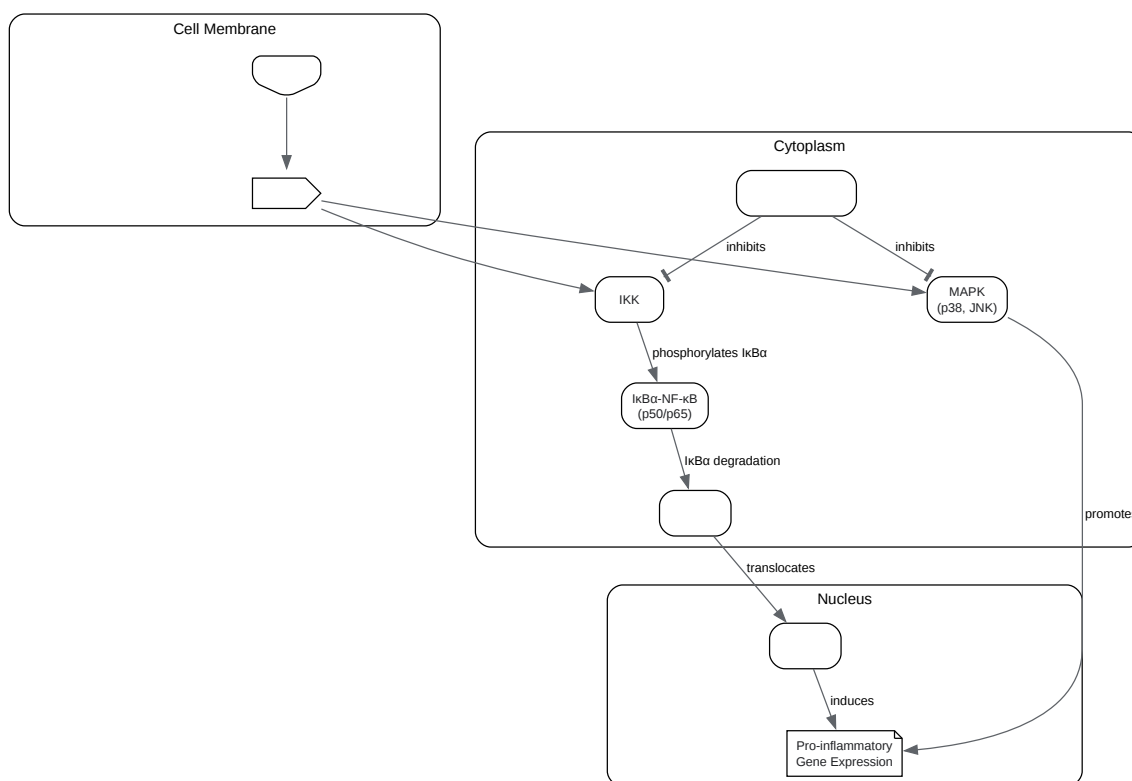 Cell Membrane
Cytoplasm
inhibits
inhibits
IKK
MAPK
(p38, JNK)
phosphorylates IκBα
IκBα-NF-κB
(p50/p65)
IκBα degradation
promotes
translocates
Nucleus
induces
Pro-inflammatory
Gene Expression